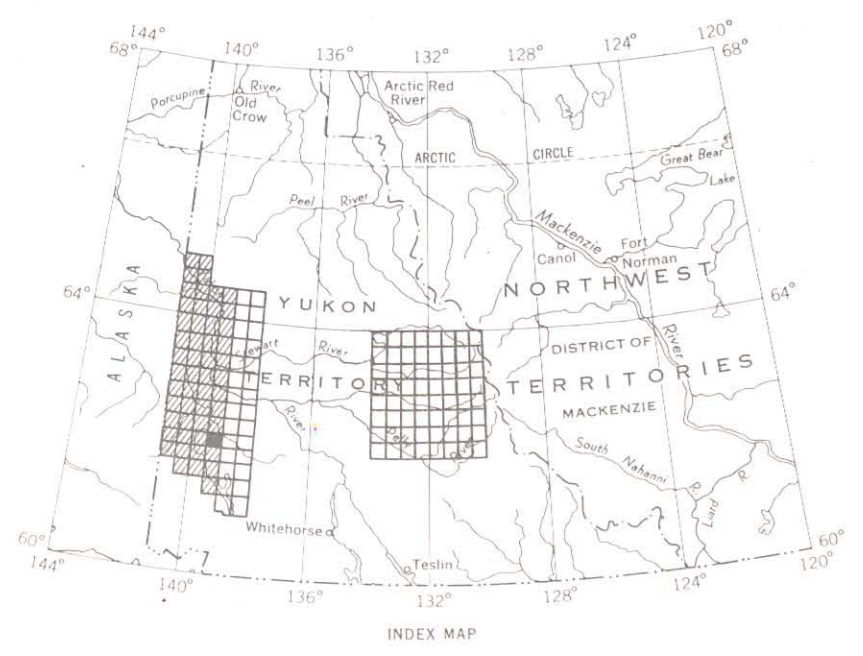 144°
140°
136°
132°
128°
124°
120°
68°
68°
Porcupine River
Old
Crow
Arctic Red
River
ARCTIC CIRCLE
Great Bear
Lake
Peel River
Mackenzie
River
Canol
Fort
Norman
64°
64°
ALASKA
YUKON
TERRITORY
NORTHWEST
TERRITORIES
DISTRICT OF
MACKENZIE
Stewart River
River
Pelly River
South Nahanni R.
Liard R
Whitehorse
Teslin
60°
60°
144°
140°
136°
132°
128°
124°
120°
INDEX MAP